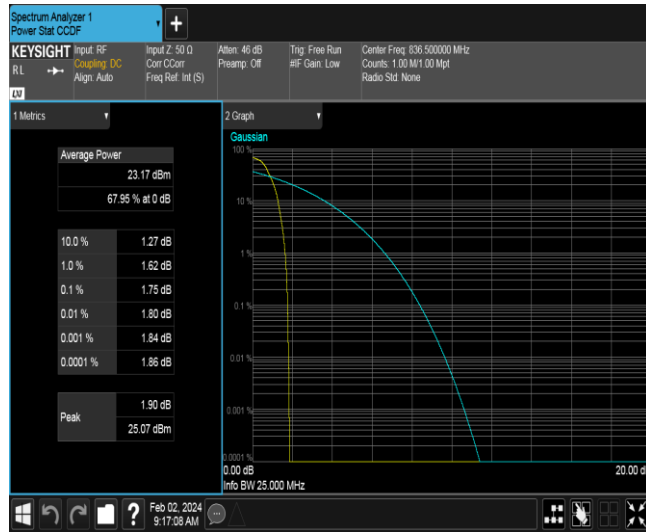 Spectrum Analyzer 1
Power Stat CCDF
KEYSIGHT
RL
LXI
Input: RF
Coupling: DC
Align: Auto
Input Z: 50 Ω
Corr CCorr
Freq Ref: Int (S)
Atten: 46 dB
Preamp: Off
Trig: Free Run
#IF Gain: Low
Center Freq: 836.500000 MHz
Counts: 1.00 M/1.00 Mpt
Radio Std: None
1 Metrics
Average Power
23.17 dBm
67.95 % at 0 dB
10.0 % 1.27 dB
1.0 % 1.62 dB
0.1 % 1.75 dB
0.01 % 1.80 dB
0.001 % 1.84 dB
0.0001 % 1.86 dB
Peak
1.90 dB
25.07 dBm
2 Graph
Gaussian
100 %
10 %
1 %
0.1 %
0.01 %
0.001 %
0.0001 %
0.00 dB
20.00 d
Info BW 25.000 MHz
?
Feb 02, 2024
9:17:08 AM